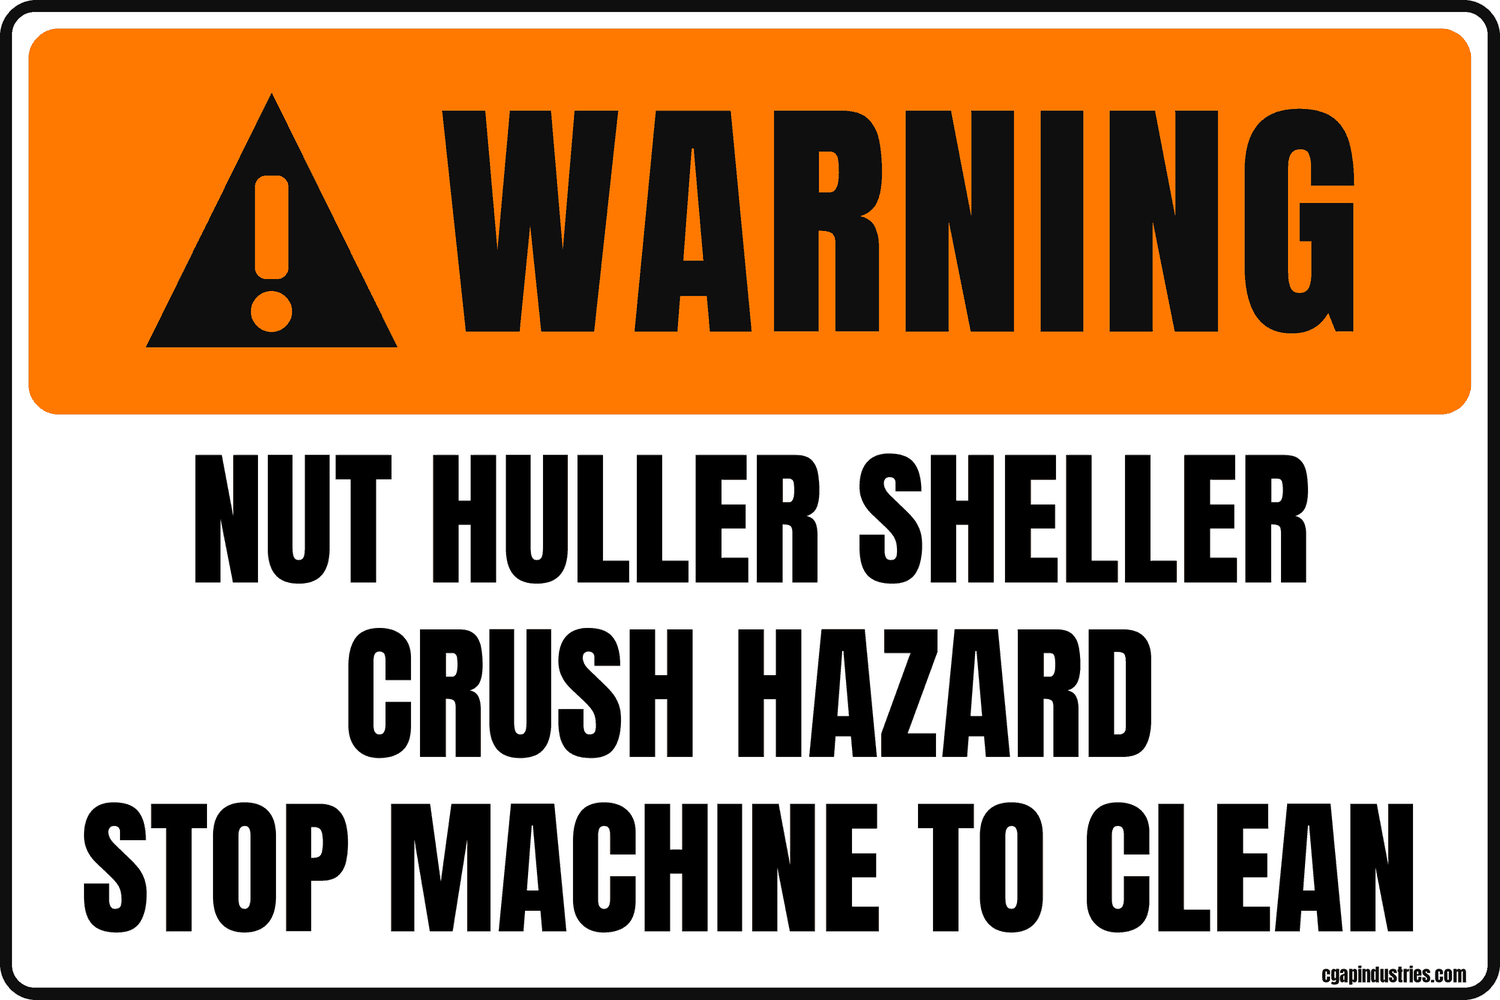 WARNING
NUT HULLER SHELLER
CRUSH HAZARD
STOP MACHINE TO CLEAN
cgapindustries.com